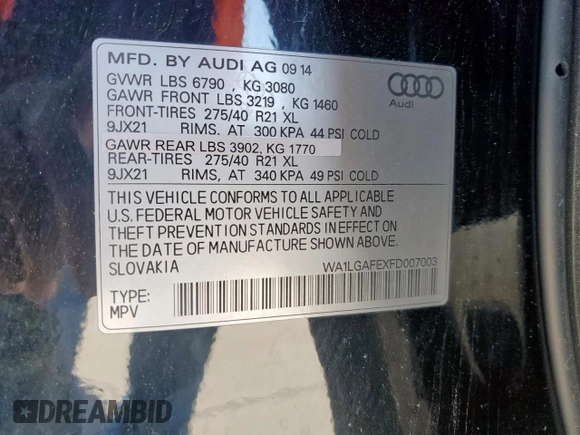 MFD. BY AUDI AG 09 14
GVWR LBS 6790 , KG 3080
GAWR FRONT LBS 3219 , KG 1460
FRONT-TIRES 275/40 R21 XL
9JX21 RIMS, AT 300 KPA 44 PSI COLD
GAWR REAR LBS 3902, KG 1770
REAR-TIRES 275/40 R21 XL
9JX21 RIMS, AT 340 KPA 49 PSI COLD
THIS VEHICLE CONFORMS TO ALL APPLICABLE
U.S. FEDERAL MOTOR VEHICLE SAFETY AND
THEFT PREVENTION STANDARDS IN EFFECT ON
THE DATE OF MANUFACTURE SHOWN ABOVE.
SLOVAKIA
WA1LGAFEXFD007003
TYPE:
MPV
Audi
DREAMBID